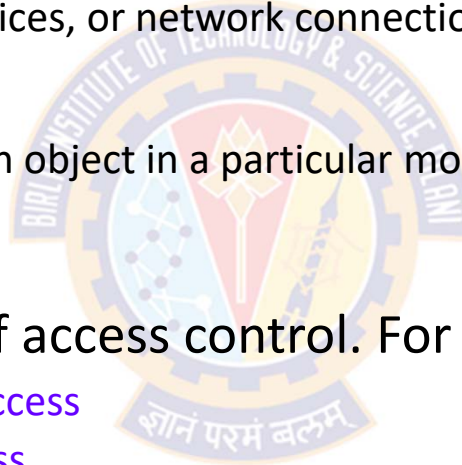 ices, or network connectio
BIRLA INSTITUTE OF TECHNOLOGY & SCIENCE PILANI
n object in a particular mo
f access control. For
ccess
ज्ञानं परमं बलम्
ss